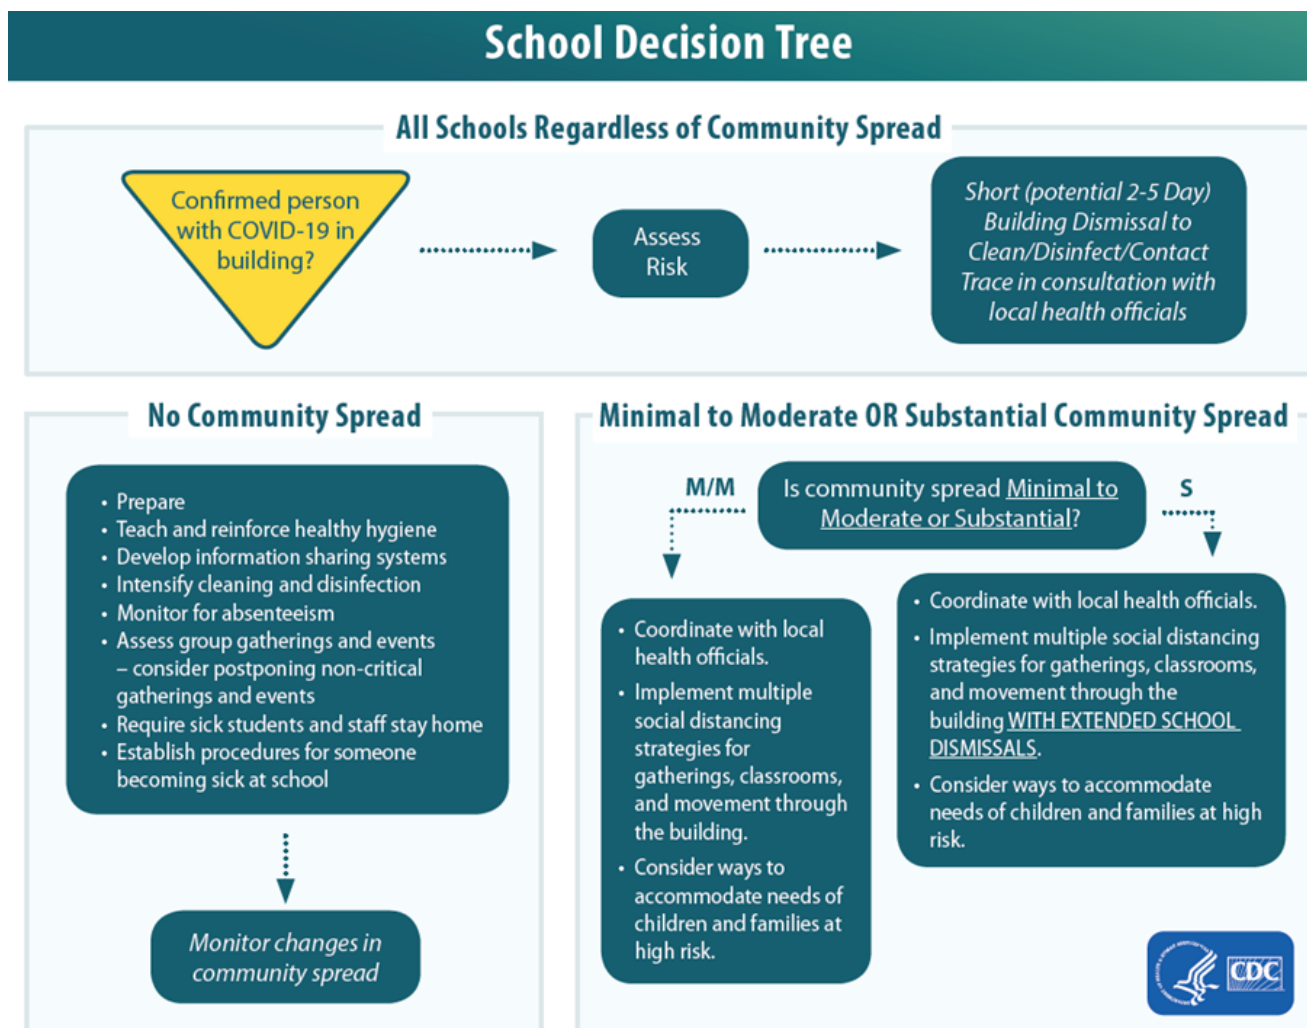 School Decision Tree
All Schools Regardless of Community Spread
Confirmed person
with COVID-19 in
building?
Assess
Risk
Short (potential 2-5 Day)
Building Dismissal to
Clean/Disinfect/Contact
Trace in consultation with
local health officials
No Community Spread
• Prepare
• Teach and reinforce healthy hygiene
• Develop information sharing systems
• Intensify cleaning and disinfection
• Monitor for absenteeism
• Assess group gatherings and events
– consider postponing non-critical
gatherings and events
• Require sick students and staff stay home
• Establish procedures for someone
becoming sick at school
Monitor changes in
community spread
Minimal to Moderate OR Substantial Community Spread
Is community spread Minimal to
Moderate or Substantial?
M/M
• Coordinate with local
health officials.
• Implement multiple
social distancing
strategies for
gatherings, classrooms,
and movement through
the building.
• Consider ways to
accommodate needs of
children and families at
high risk.
S
• Coordinate with local health officials.
• Implement multiple social distancing
strategies for gatherings, classrooms,
and movement through the
building WITH EXTENDED SCHOOL
DISMISSALS.
• Consider ways to accommodate
needs of children and families at high
risk.
CDC